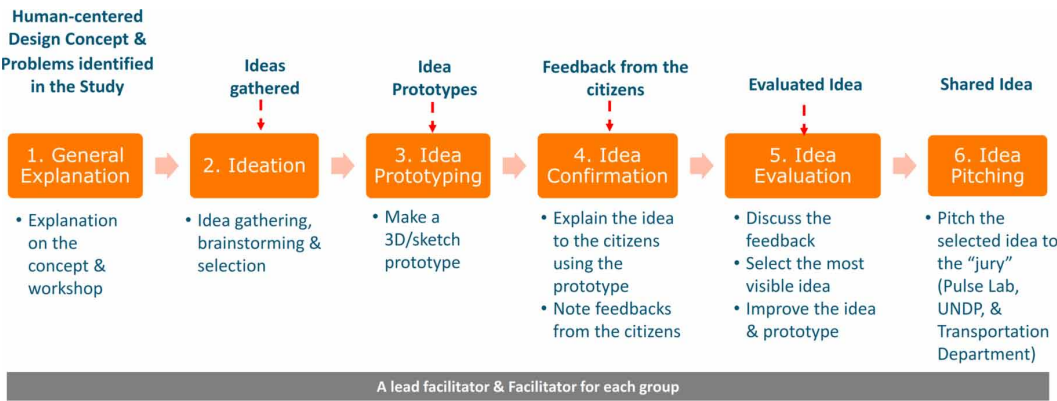 Human-centered
Design Concept &
Problems identified
in the Study
Ideas
gathered
Idea
Prototypes
Feedback from the
citizens
Evaluated Idea
Shared Idea
1. General
Explanation
2. Ideation
3. Idea
Prototyping
4. Idea
Confirmation
5. Idea
Evaluation
6. Idea
Pitching
• Explanation
on the
concept &
workshop
• Idea gathering,
brainstorming &
selection
• Make a
3D/sketch
prototype
• Explain the idea
to the citizens
using the
prototype
• Note feedbacks
from the citizens
• Discuss the
feedback
• Select the most
visible idea
• Improve the idea
& prototype
• Pitch the
selected idea to
the “jury”
(Pulse Lab,
UNDP, &
Transportation
Department)
A lead facilitator & Facilitator for each group